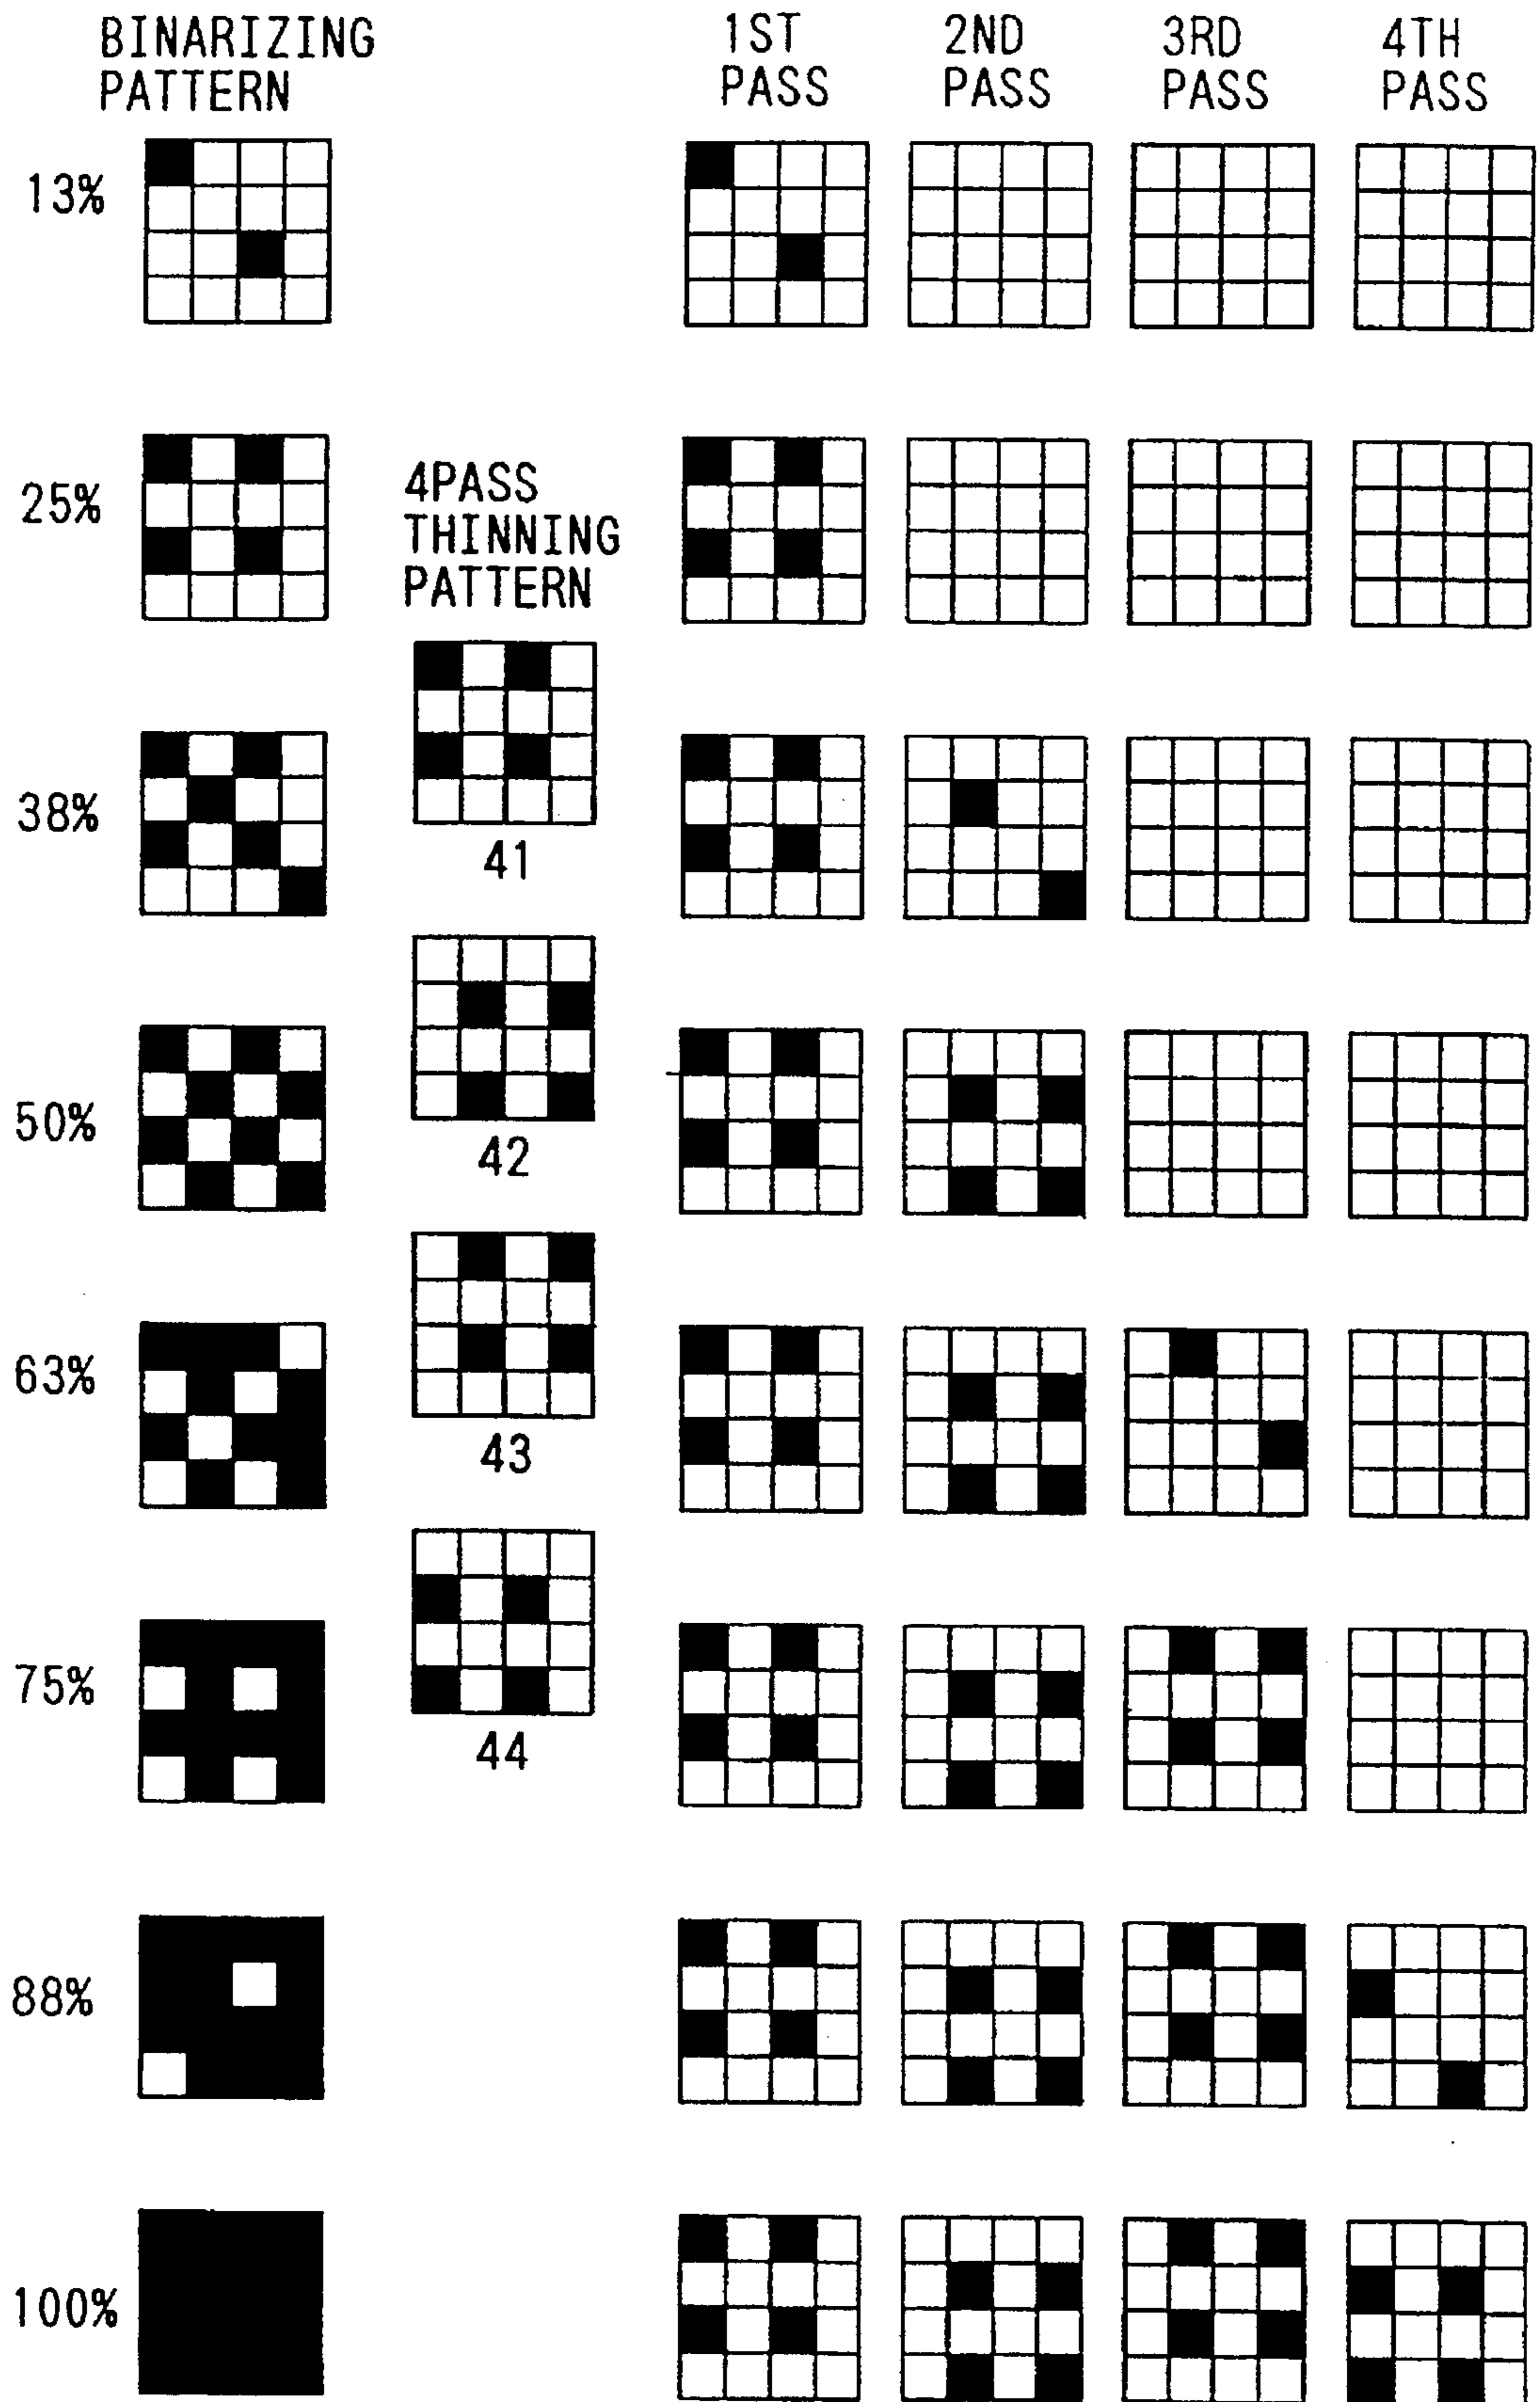 BINARIZING
PATTERN
1ST
PASS
2ND
PASS
3RD
PASS
4TH
PASS
13%
25%
4PASS
THINNING
PATTERN
38%
41
50%
42
63%
43
75%
44
88%
100%